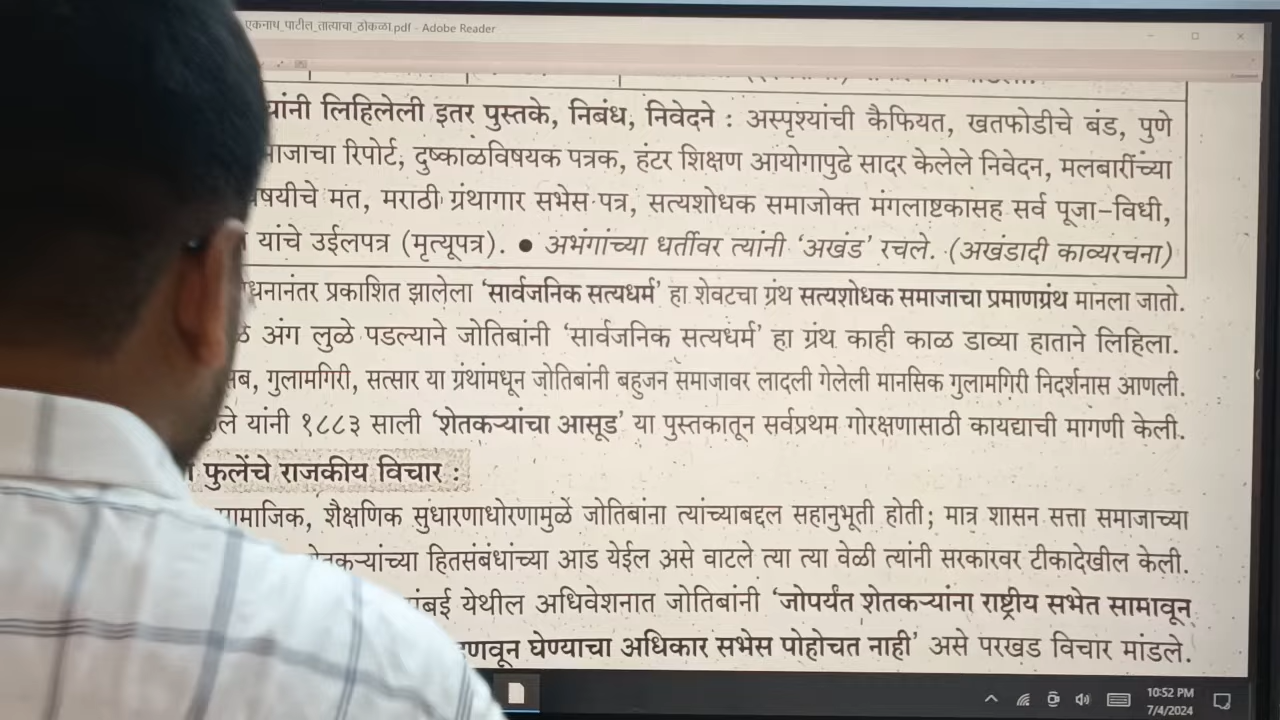 एकनाथ_पाटील_तात्याचा_ठोकळा.pdf - Adobe Reader
यांनी लिहिलेली इतर पुस्तके, निबंध, निवेदने : अस्पृश्यांची कैफियत, खतफोडीचे बंड, पुणे
रिपोर्ट, दुष्काळविषयक पत्रक, हंटर शिक्षण आयोगापुढे सादर केलेले निवेदन, मलबारींच्या
मत, मराठी ग्रंथागार सभेस पत्र, सत्यशोधक समाजोक्त मंगलाष्टकासह सर्व पूजा-विधी,
यांचे उईलपत्र (मृत्यूपत्र). ● अभंगांच्या धर्तीवर त्यांनी 'अखंड' रचले. (अखंडादी काव्यरचना)
प्रकाशित झालेला 'सार्वजनिक सत्यधर्म' हा शेवटचा ग्रंथ सत्यशोधक समाजाचा प्रमाणग्रंथ मानला जातो.
अंग लुळे पडल्याने जोतिबांनी 'सार्वजनिक सत्यधर्म' हा ग्रंथ काही काळ डाव्या हाताने लिहिला.
गुलामगिरी, सत्सार या ग्रंथांमधून जोतिबांनी बहुजन समाजावर लादली गेलेली मानसिक गुलामगिरी निदर्शनास आणली.
यांनी १८८३ साली 'शेतकऱ्यांचा आसूड' या पुस्तकातून सर्वप्रथम गोरक्षणासाठी कायद्याची मागणी केली.
फुलेंचे राजकीय विचार :
सामाजिक, शैक्षणिक सुधारणाधोरणामुळे जोतिबांना त्यांच्याबद्दल सहानुभूती होती; मात्र शासन सत्ता समाजाच्या
हितसंबंधांच्या आड येईल असे वाटले त्या त्या वेळी त्यांनी सरकारवर टीकादेखील केली.
येथील अधिवेशनात जोतिबांनी 'जोपर्यंत शेतकऱ्यांना राष्ट्रीय सभेत सामावून
घेण्याचा अधिकार सभेस पोहोचत नाही' असे परखड विचार मांडले.
10:52 PM
7/4/2024